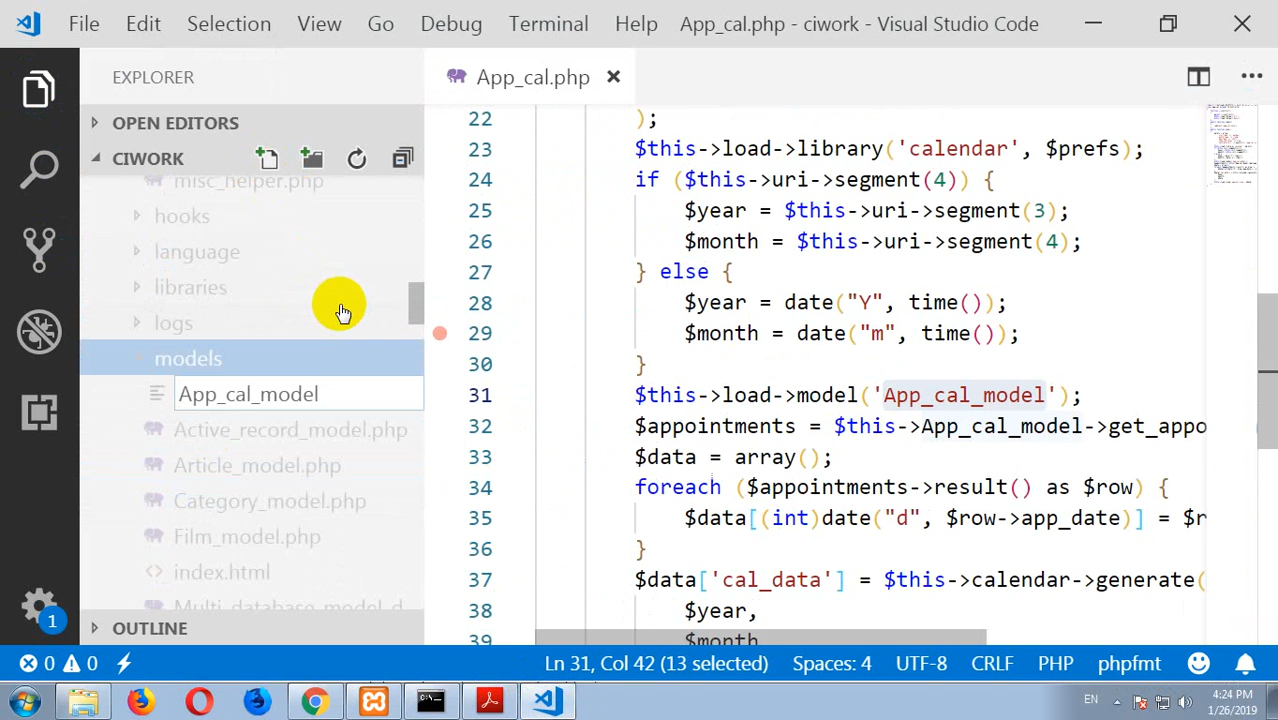 File Edit Selection View Go Debug Terminal Help App_cal.php - ciwork - Visual Studio Code
EXPLORER
App_cal.php
OPEN EDITORS
CIWORK
misc_helper.php
hooks
language
libraries
logs
models
App_cal_model
Active_record_model.php
Article_model.php
Category_model.php
Film_model.php
index.html
Multi_database_model_d
OUTLINE
22 );
23 $this->load->library('calendar', $prefs);
24 if ($this->uri->segment(4)) {
25 $year = $this->uri->segment(3);
26 $month = $this->uri->segment(4);
27 } else {
28 $year = date("Y", time());
29 $month = date("m", time());
30 }
31 $this->load->model('App_cal_model');
32 $appointments = $this->App_cal_model->get_appo
33 $data = array();
34 foreach ($appointments->result() as $row) {
35 $data[(int)date("d", $row->app_date)] = $r
36 }
37 $data['cal_data'] = $this->calendar->generate(
38 $year,
39 $month
1
0 0 Ln 31, Col 42 (13 selected) Spaces: 4 UTF-8 CRLF PHP phpfmt
EN 4:24 PM
1/26/2019